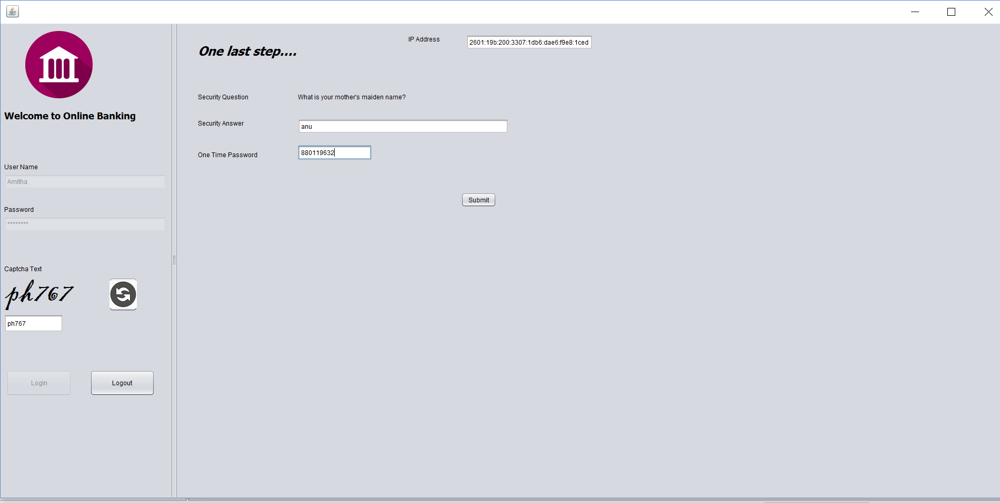 Welcome to Online Banking
User Name
Amitha
Password
********
Captcha Text
ph767
ph767
Login
Logout
IP Address
2601:19b:200:3307:1db6:dae6:f9e8:1ced
One last step....
Security Question
What is your mother's maiden name?
Security Answer
anu
One Time Password
880119632
Submit